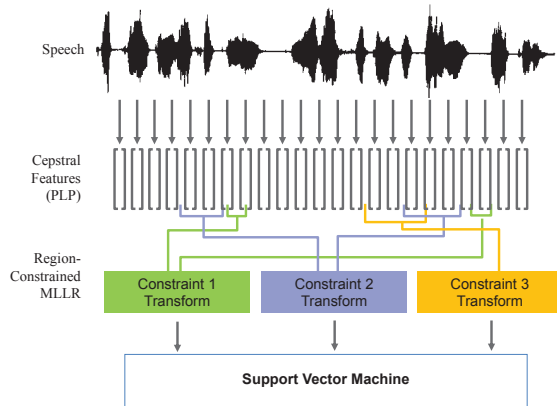 Speech
Cepstral
Features
(PLP)
Region-
Constrained
MLLR
Constraint 1
Transform
Constraint 2
Transform
Constraint 3
Transform
Support Vector Machine